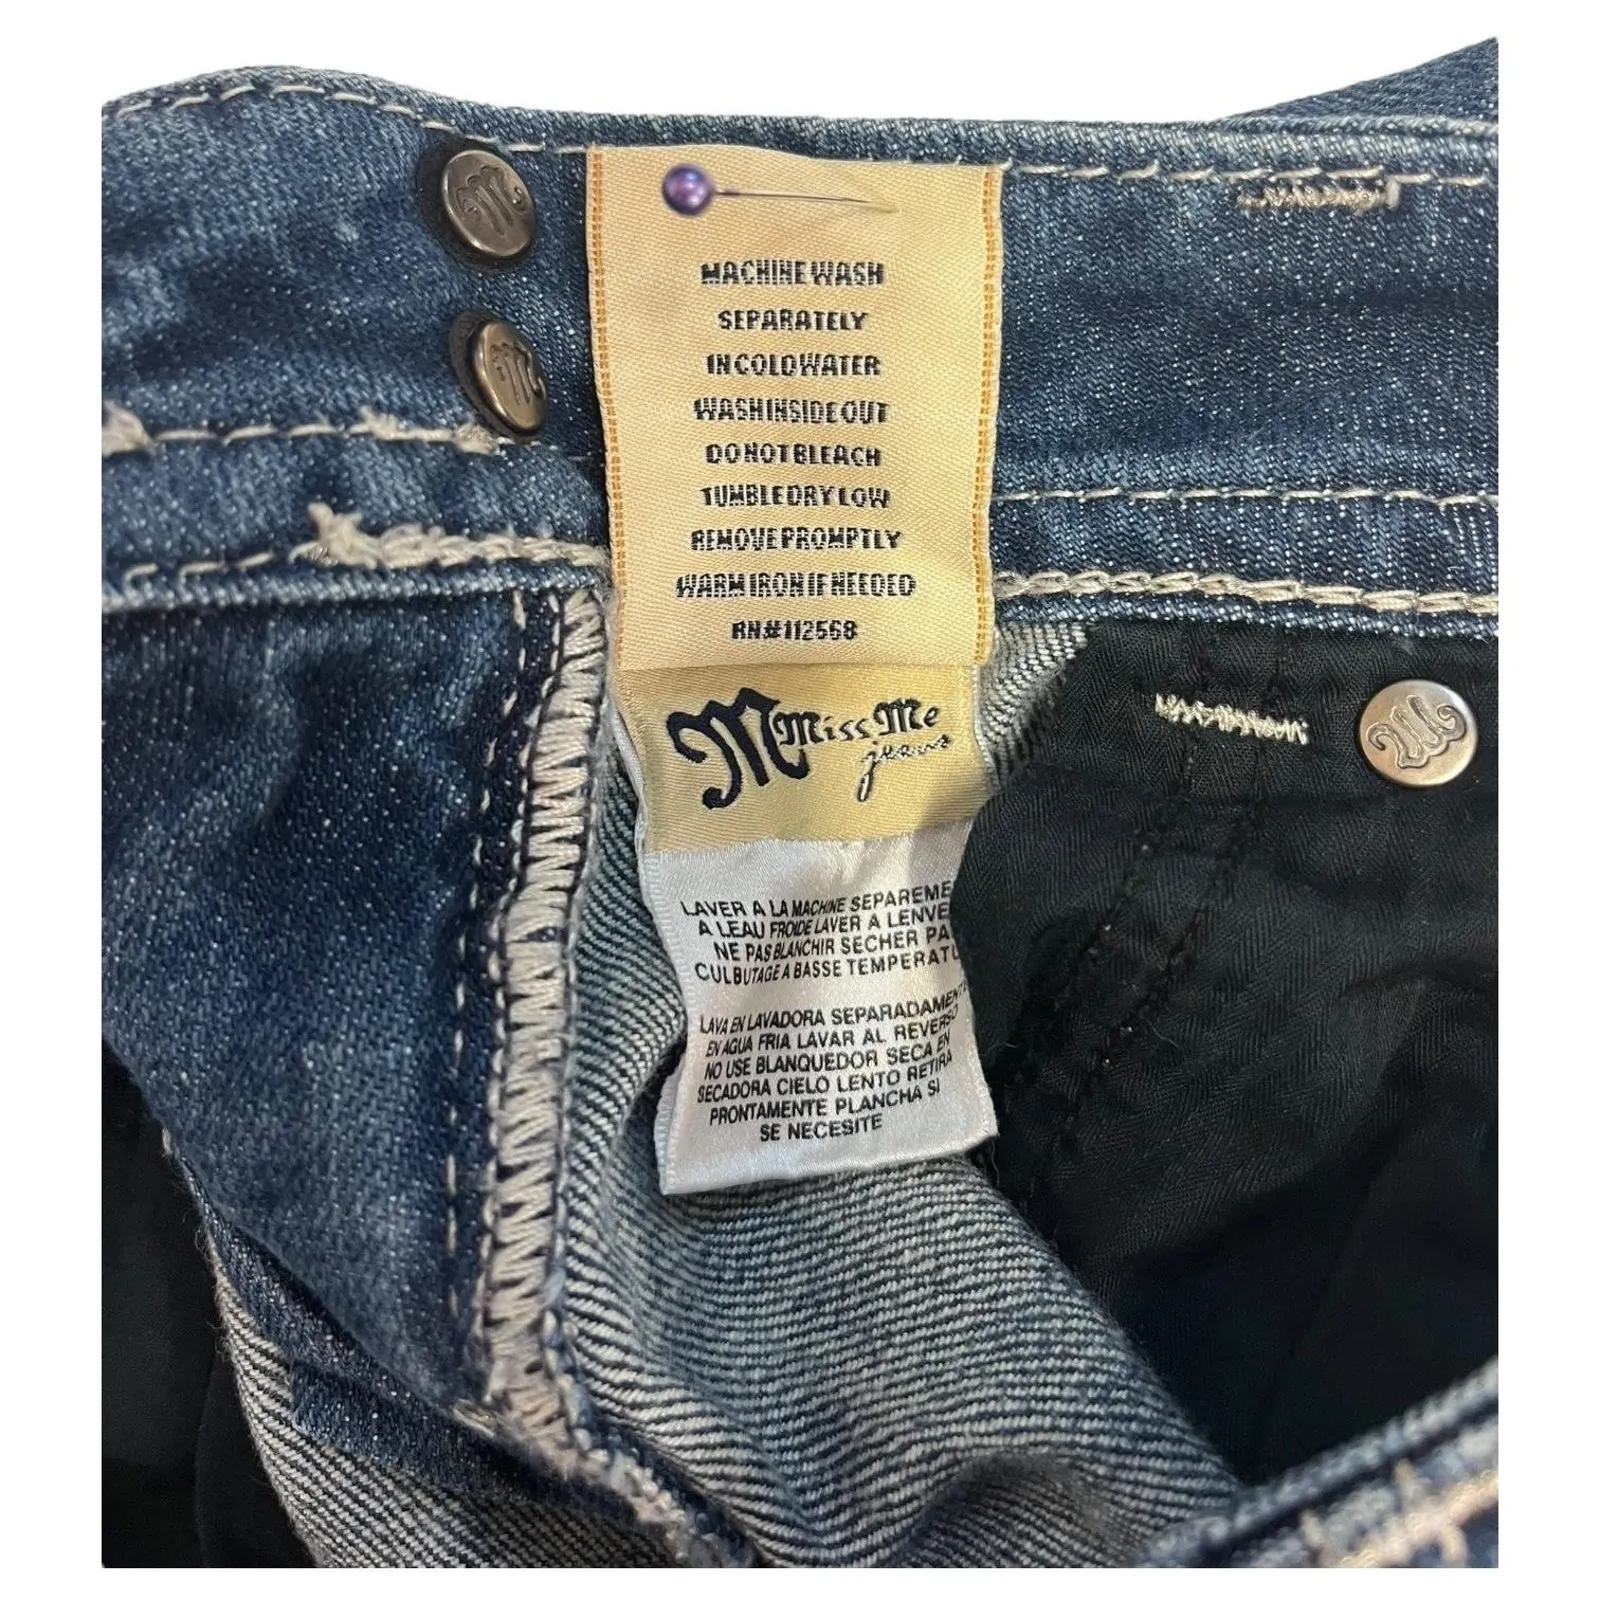 MACHINE WASH
SEPARATELY
IN COLD WATER
WASH INSIDE OUT
DO NOT BLEACH
TUMBLE DRY LOW
REMOVE PROMPTLY
WARM IRON IF NEEDED
RN#112568
M Miss Me
jeans
LAVER A LA MACHINE SEPAREME
A LEAU FROIDE LAVER A LENVE
NE PAS BLANCHIR SECHER PA
CULBUTAGE A BASSE TEMPERATU
LAVA EN LAVADORA SEPARADAMENT
EN AGUA FRIA LAVAR AL REVERSO
NO USE BLANQUEDOR SECA EN
SECADORA CIELO LENTO RETIRA
PRONTAMENTE PLANCHA SI
SE NECESITE
M
M
M